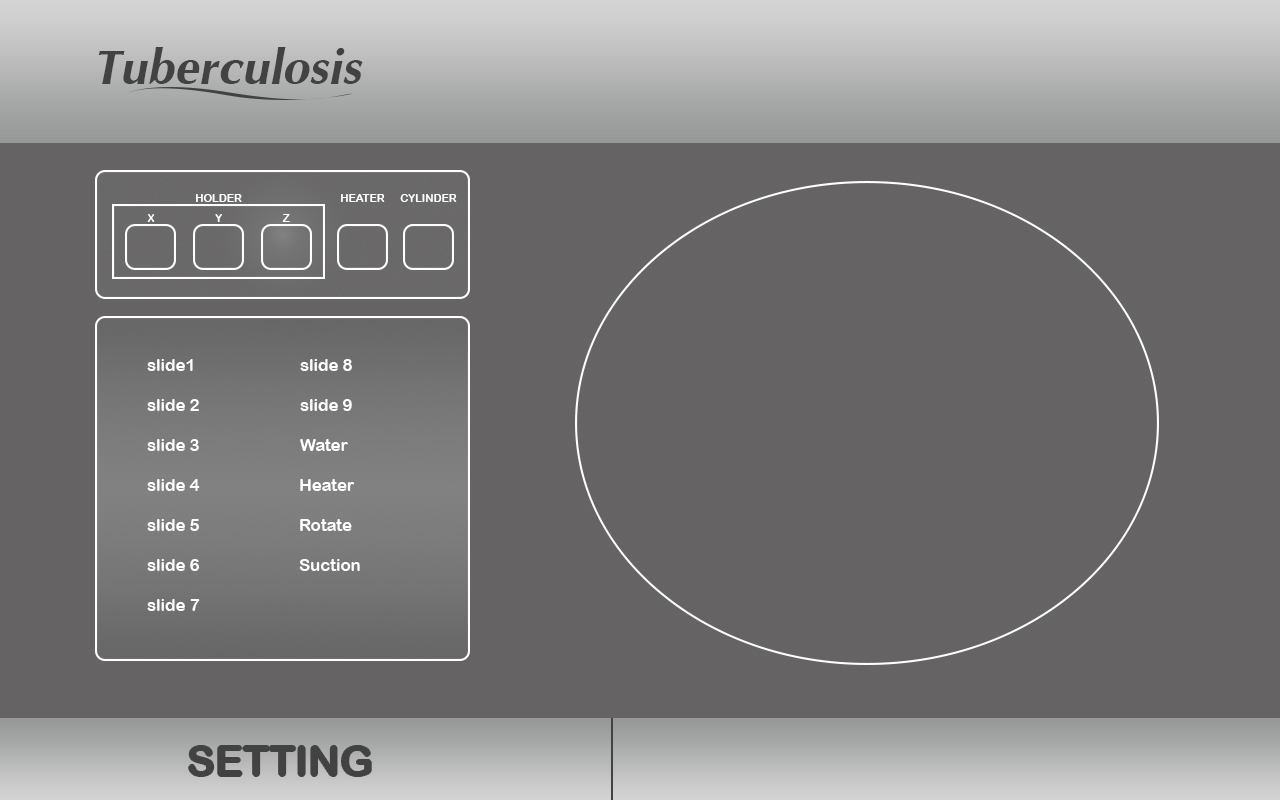 Tuberculosis
HOLDER HEATER CYLINDER
X Y Z
slide1 slide 8
slide 2 slide 9
slide 3 Water
slide 4 Heater
slide 5 Rotate
slide 6 Suction
slide 7
SETTING